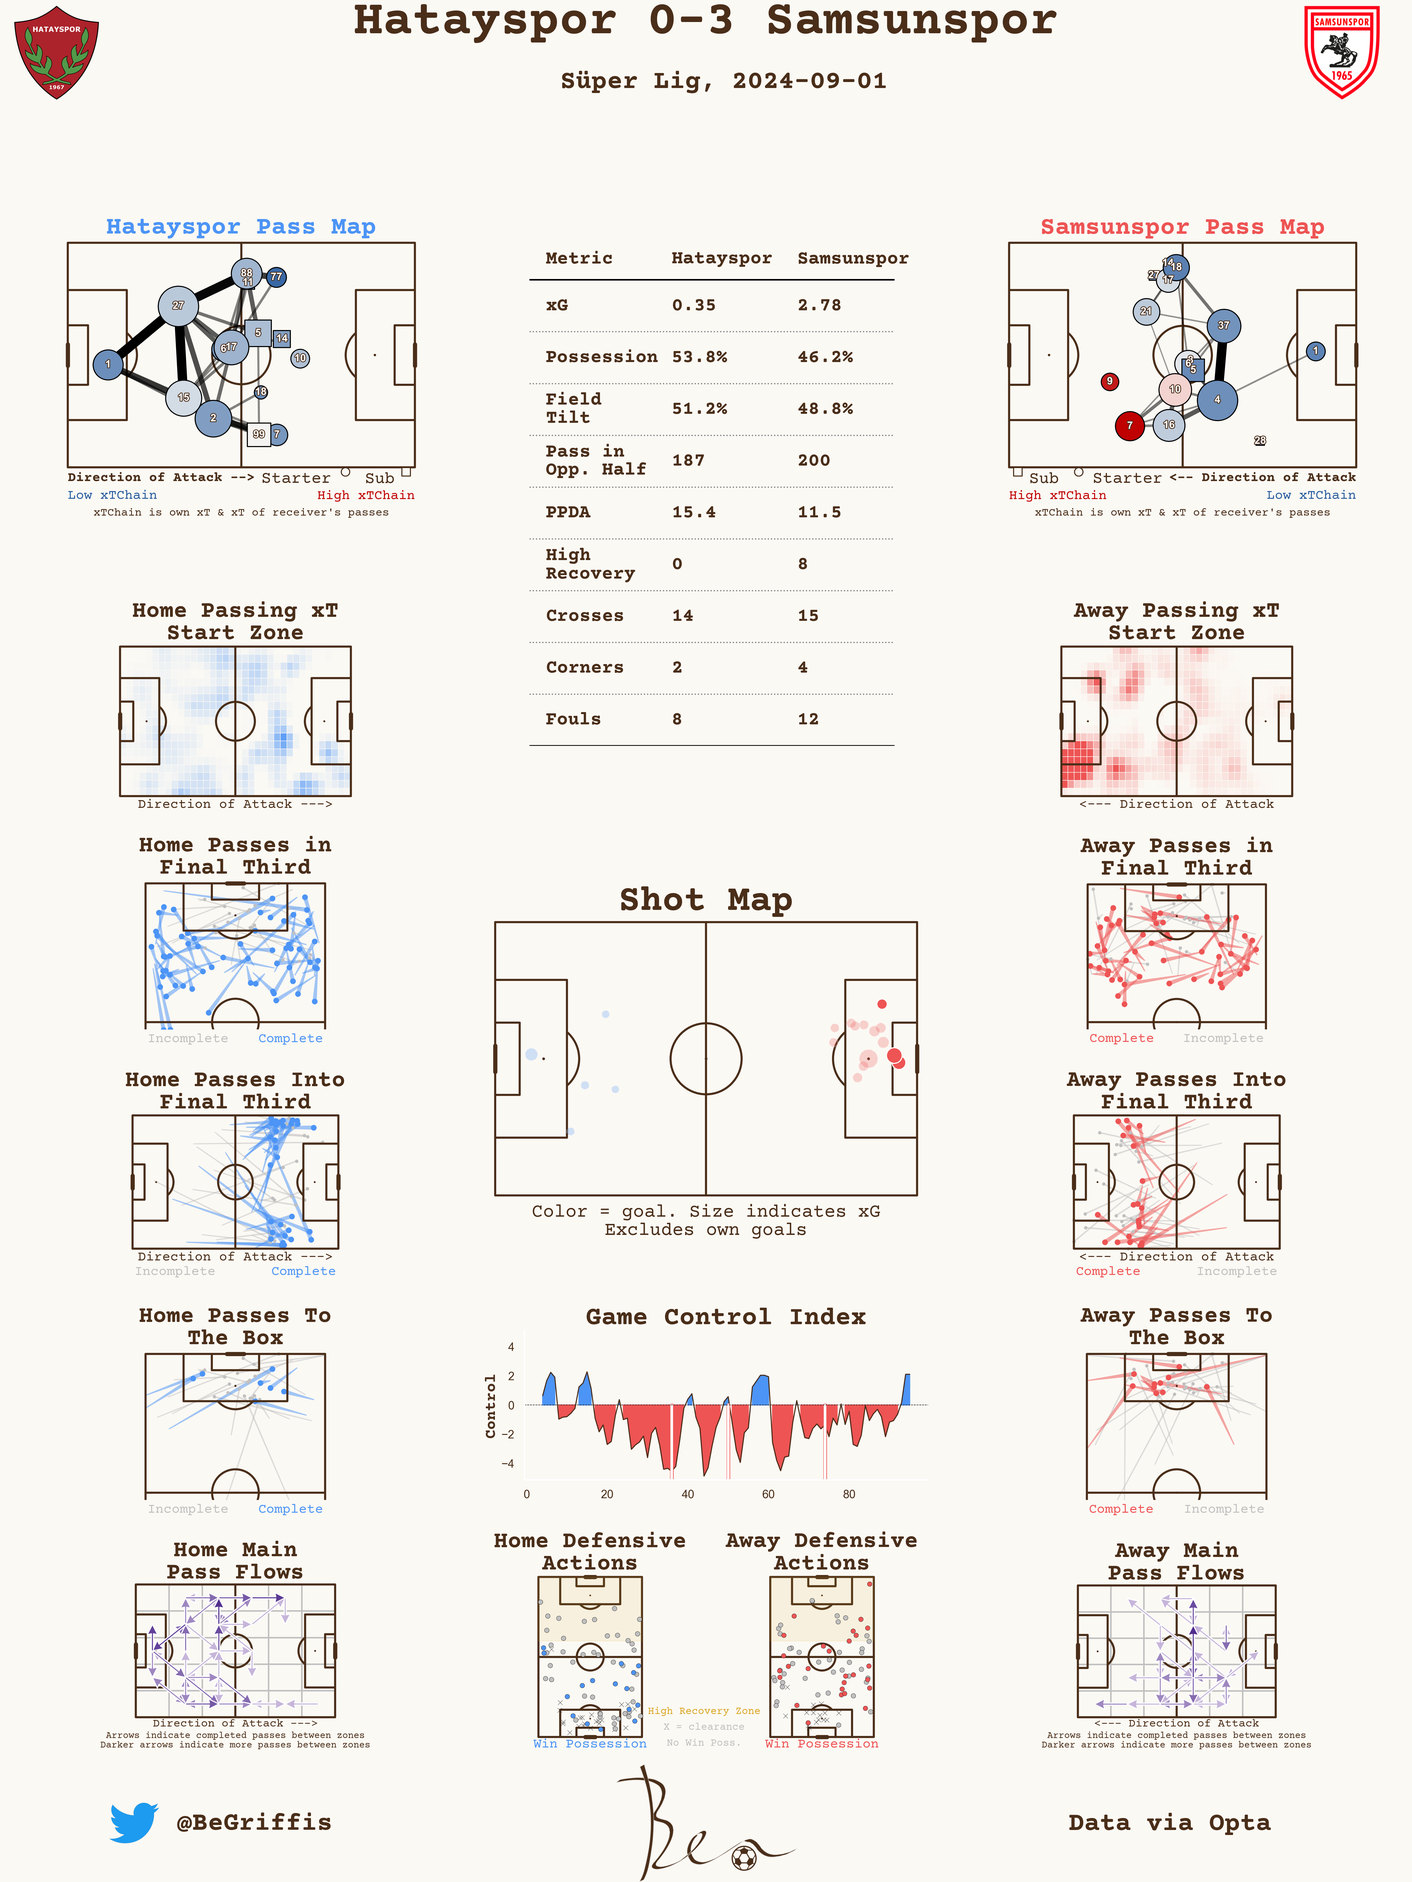 Hatayspor 0-3 Samsunspor
Süper Lig, 2024-09-01
HATAYSPOR
1967
SAMSUNSPOR
1965
Hatayspor Pass Map
88
11
77
27
5
14
6
17
10
1
15
18
2
99
7
Direction of Attack -->
Starter
Sub
Low xTChain
High xTChain
xTChain is own xT & xT of receiver's passes
Metric Hatayspor Samsunspor
xG 0.35 2.78
Possession 53.8% 46.2%
Field
Tilt 51.2% 48.8%
Pass in
Opp. Half 187 200
PPDA 15.4 11.5
High
Recovery 0 8
Crosses 14 15
Corners 2 4
Fouls 8 12
Samsunspor Pass Map
14
18
27
17
21
37
1
5
9
10
4
7
16
28
Sub
Starter
<-- Direction of Attack
High xTChain
Low xTChain
xTChain is own xT & xT of receiver's passes
Home Passing xT
Start Zone
Direction of Attack --->
Away Passing xT
Start Zone
<--- Direction of Attack
Home Passes in
Final Third
Incomplete
Complete
Away Passes in
Final Third
Complete
Incomplete
Shot Map
Color = goal. Size indicates xG
Excludes own goals
Home Passes Into
Final Third
Direction of Attack --->
Incomplete
Complete
Away Passes Into
Final Third
<--- Direction of Attack
Complete
Incomplete
Home Passes To
The Box
Incomplete
Complete
Game Control Index
Control
4
2
0
−2
−4
0
20
40
60
80
Away Passes To
The Box
Complete
Incomplete
Home Main
Pass Flows
Direction of Attack --->
Arrows indicate completed passes between zones
Darker arrows indicate more passes between zones
Home Defensive
Actions
Win Possession
Away Defensive
Actions
Win Possession
High Recovery Zone
X = clearance
No Win Poss.
Away Main
Pass Flows
<--- Direction of Attack
Arrows indicate completed passes between zones
Darker arrows indicate more passes between zones
@BeGriffis
Ben
Data via Opta